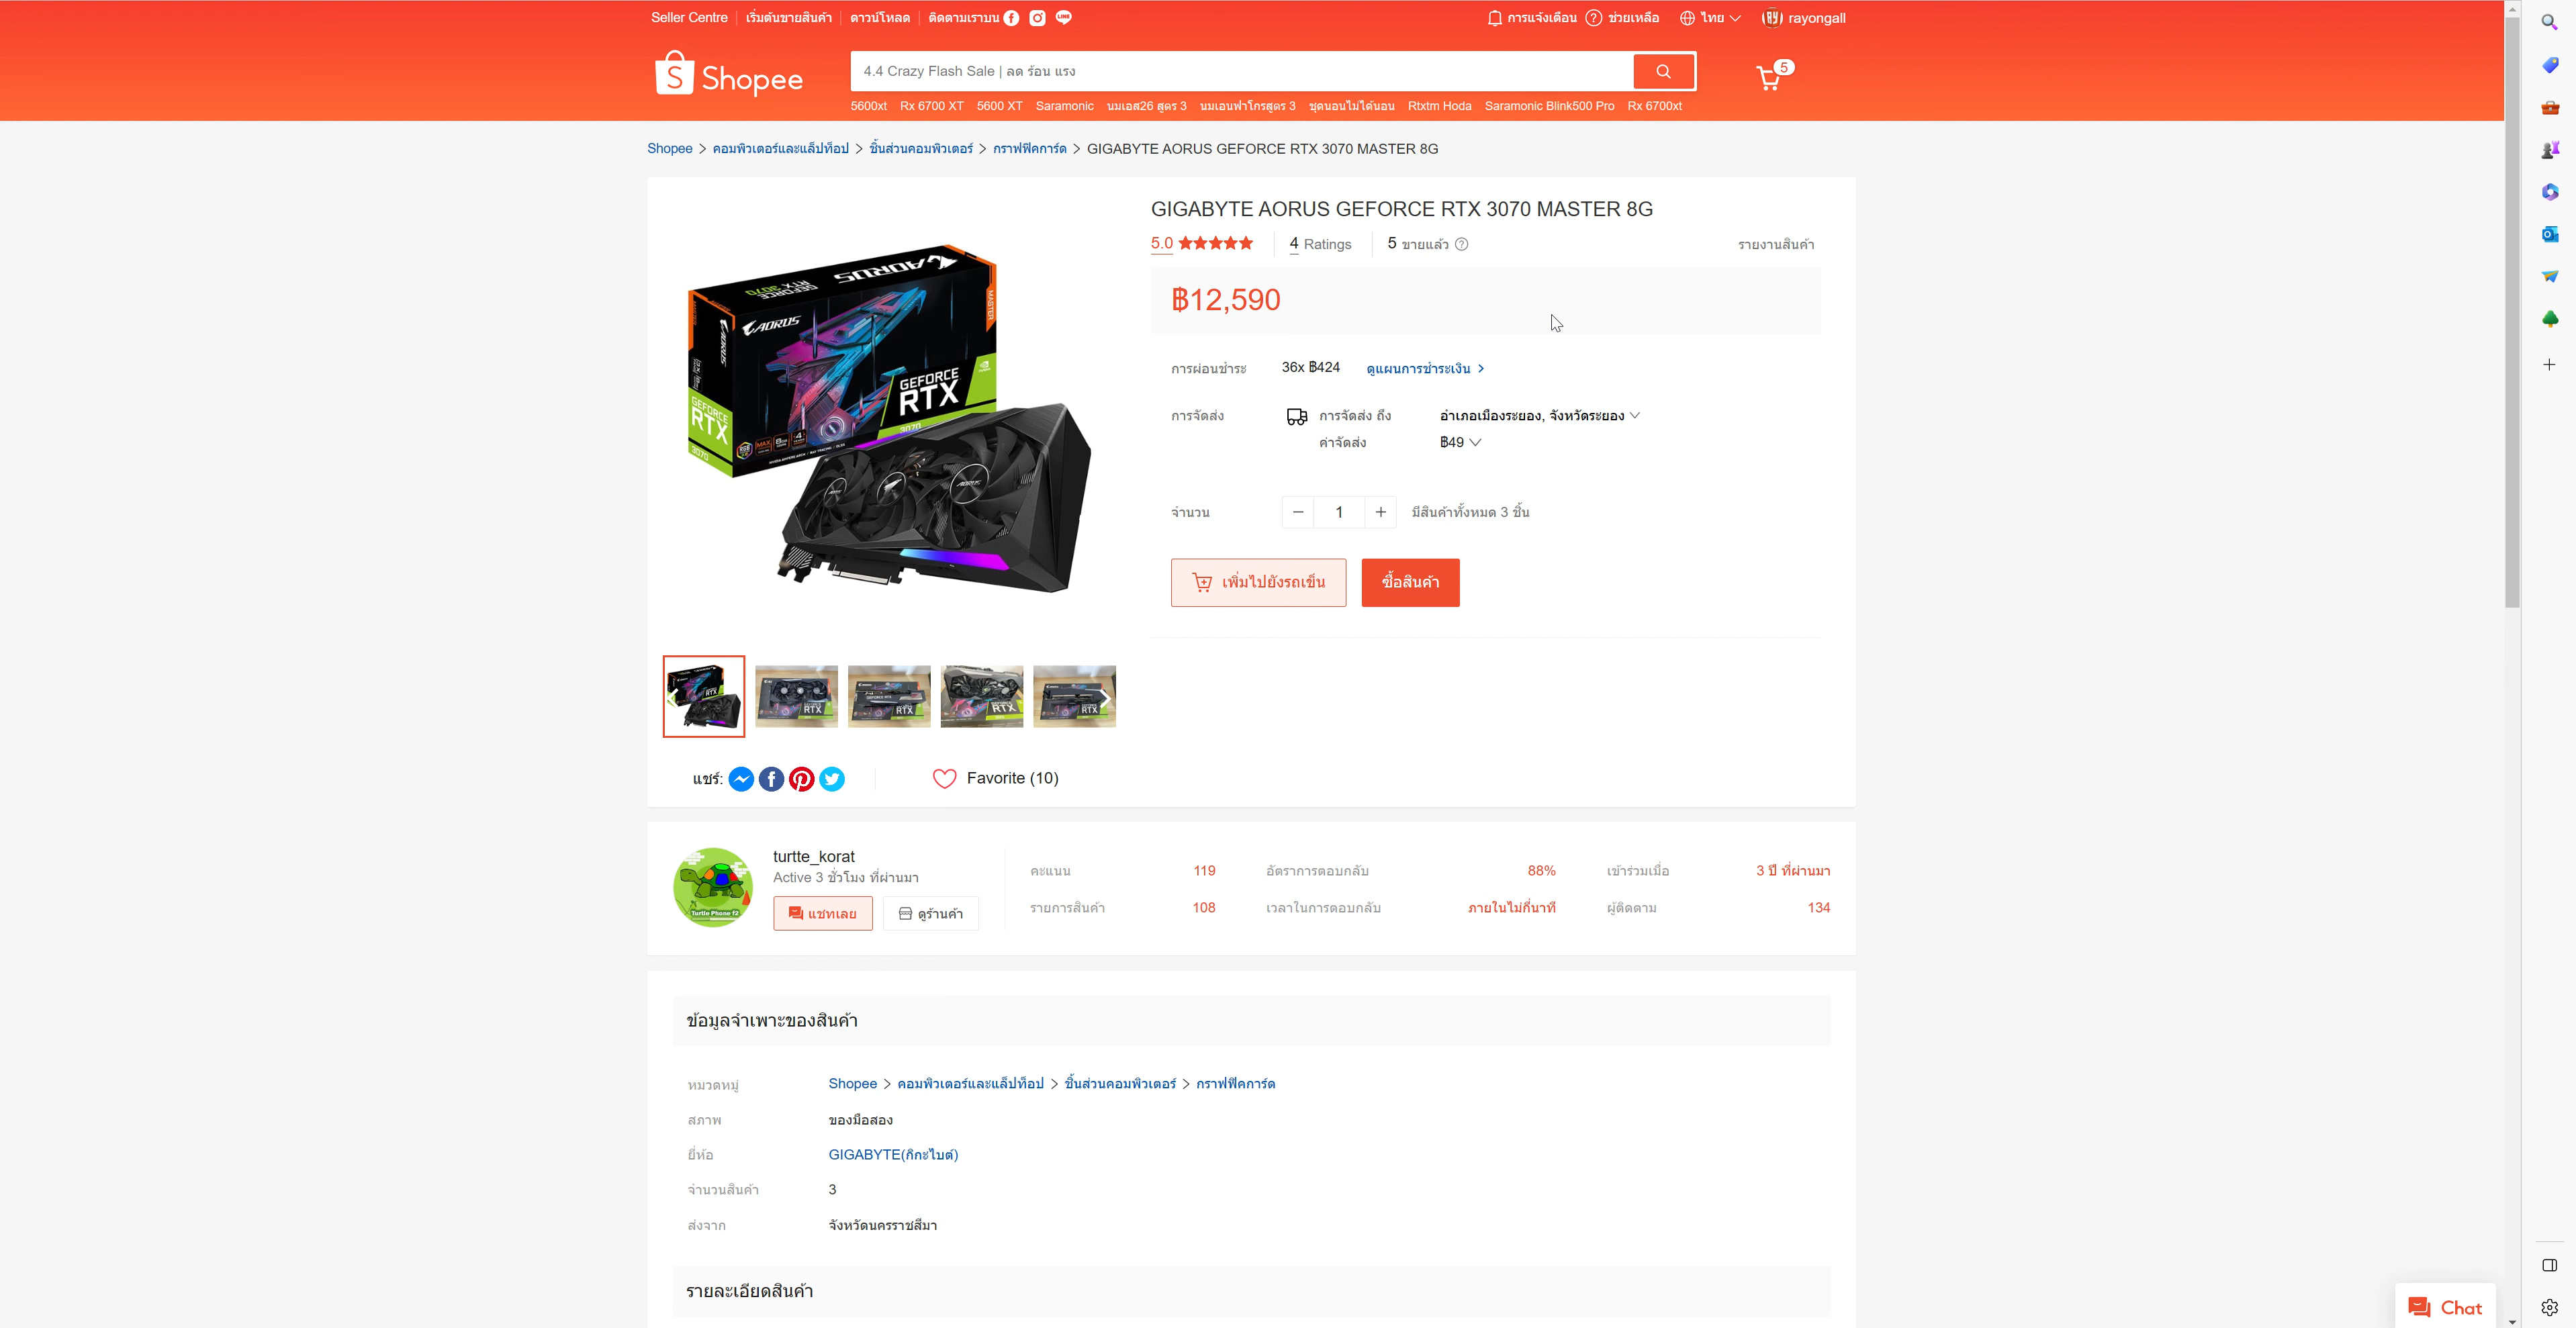 Seller Centre เริ่มต้นขายสินค้า ดาวน์โหลด ติดตามเราบน การแจ้งเตือน ช่วยเหลือ ไทย rayongall
Shopee
4.4 Crazy Flash Sale | ลด ร้อน แรง
5
5600xt Rx 6700 XT 5600 XT Saramonic นมเอส26 สูตร 3 นมเอนฟาโกรสูตร 3 ชุดนอนไม่ได้นอน Rtxtm Hoda Saramonic Blink500 Pro Rx 6700xt
Shopee > คอมพิวเตอร์และแล็ปท็อป > ชิ้นส่วนคอมพิวเตอร์ > กราฟฟิคการ์ด > GIGABYTE AORUS GEFORCE RTX 3070 MASTER 8G
GIGABYTE AORUS GEFORCE RTX 3070 MASTER 8G
5.0 4 Ratings 5 ขายแล้ว รายงานสินค้า
฿12,590
การผ่อนชำระ 36x ฿424 ดูแผนการชำระเงิน >
การจัดส่ง การจัดส่ง ถึง อำเภอเมืองระยอง, จังหวัดระยอง
ค่าจัดส่ง ฿49
จำนวน − 1 + มีสินค้าทั้งหมด 3 ชิ้น
เพิ่มไปยังรถเข็น ซื้อสินค้า
AORUS
GEFORCE RTX 3070
MASTER
AORUS
AORUS
GEFORCE
RTX
3070
GEFORCE
RTX
3070
แชร์: Favorite (10)
turtte_korat
Active 3 ชั่วโมง ที่ผ่านมา
แชทเลย ดูร้านค้า
Turtle Phone f2
คะแนน 119 อัตราการตอบกลับ 88% เข้าร่วมเมื่อ 3 ปี ที่ผ่านมา
รายการสินค้า 108 เวลาในการตอบกลับ ภายในไม่กี่นาที ผู้ติดตาม 134
ข้อมูลจำเพาะของสินค้า
หมวดหมู่ Shopee > คอมพิวเตอร์และแล็ปท็อป > ชิ้นส่วนคอมพิวเตอร์ > กราฟฟิคการ์ด
สภาพ ของมือสอง
ยี่ห้อ GIGABYTE(กิกะไบต์)
จำนวนสินค้า 3
ส่งจาก จังหวัดนครราชสีมา
รายละเอียดสินค้า
Chat